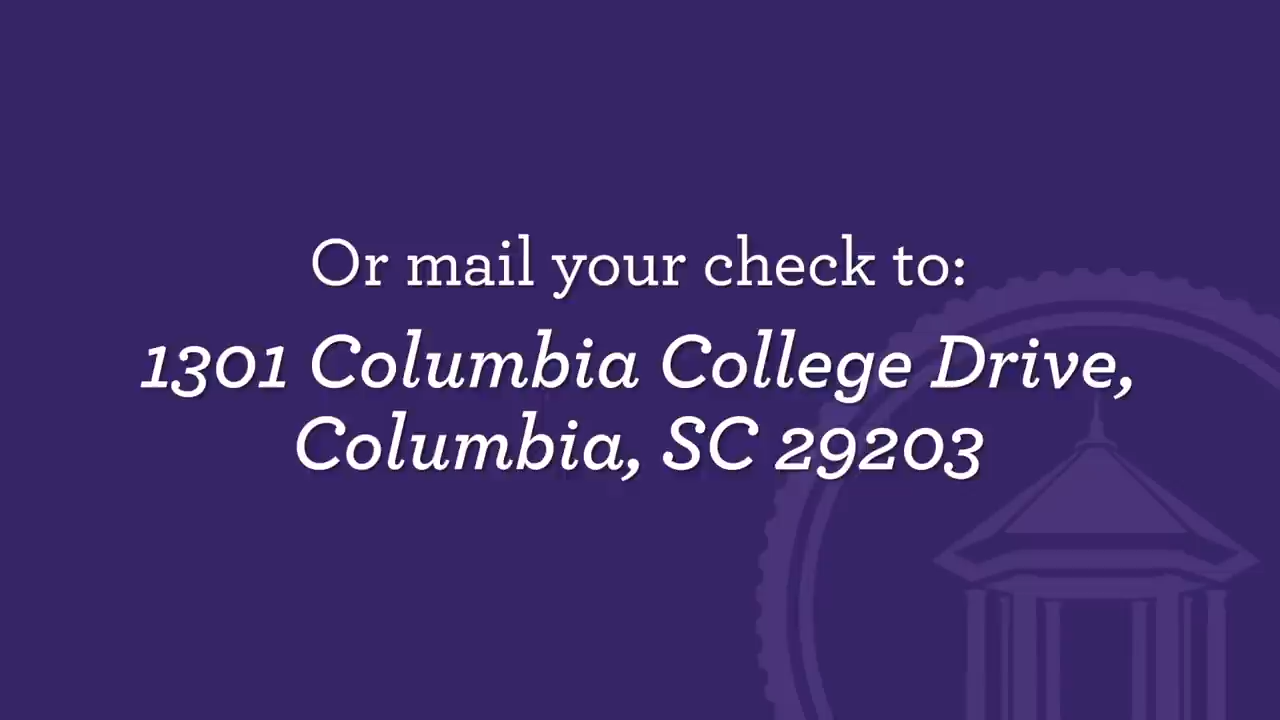 Or mail your check to:
1301 Columbia College Drive,
Columbia, SC 29203